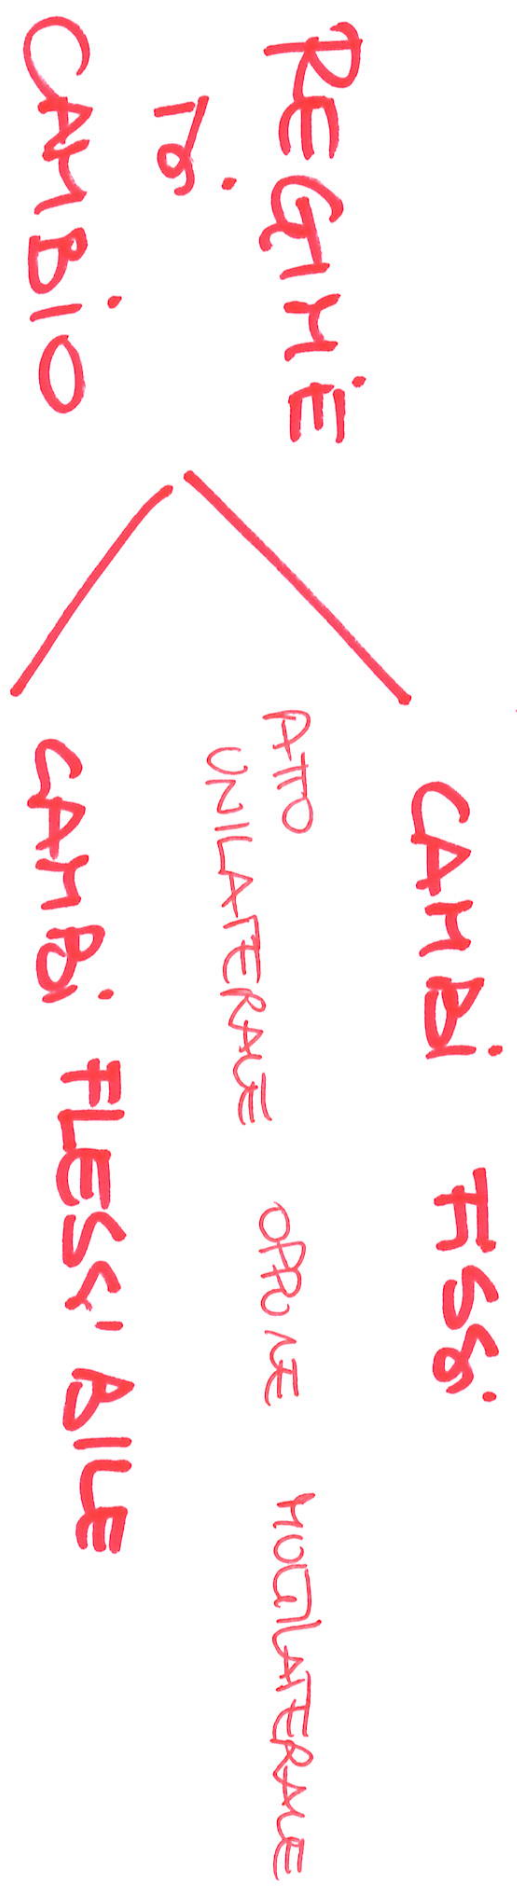 REGIME
DI
CAMBIO
CAMBI FISSI
ATTO
UNILATERALE OPPURE MULTILATERALE
CAMBI FLESSIBILE